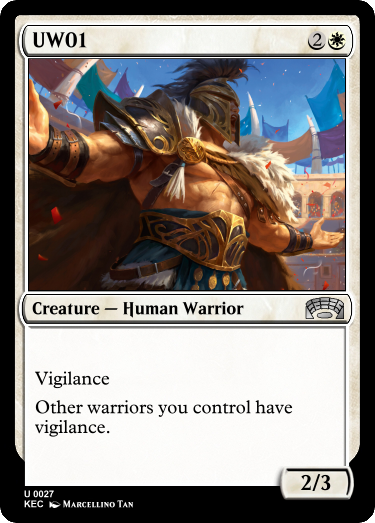 UW01 2
Creature — Human Warrior
Vigilance
Other warriors you control have
vigilance.
2/3
U 0027
KEC Marcellino Tan